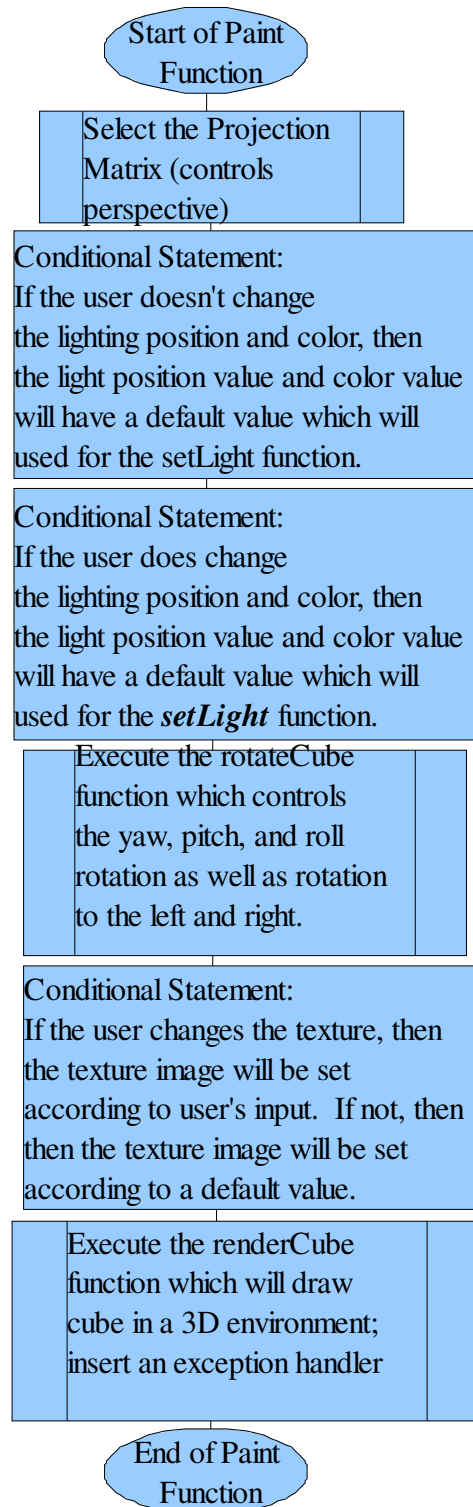 Start of Paint
Function
Select the Projection
Matrix (controls
perspective)
Conditional Statement:
If the user doesn't change
the lighting position and color, then
the light position value and color value
will have a default value which will
used for the setLight function.
Conditional Statement:
If the user does change
the lighting position and color, then
the light position value and color value
will have a default value which will
used for the setLight function.
Execute the rotateCube
function which controls
the yaw, pitch, and roll
rotation as well as rotation
to the left and right.
Conditional Statement:
If the user changes the texture, then
the texture image will be set
according to user's input.  If not, then
then the texture image will be set
according to a default value.
Execute the renderCube
function which will draw
cube in a 3D environment;
insert an exception handler
End of Paint
Function